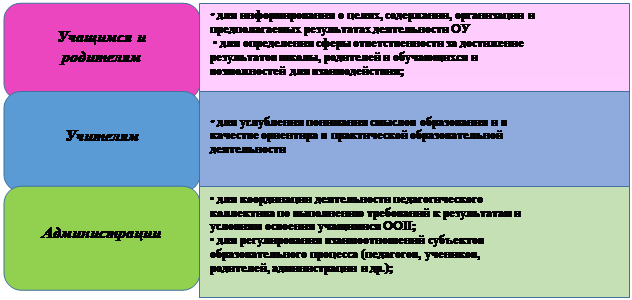 Учащимся и
родителям
- для информирования о целях, содержании, организации и
предполагаемых результатах деятельности ОУ
- для определения сферы ответственности за достижение
результатов школы, родителей и обучающихся и
возможностей для взаимодействия;
Учителям
- для углубления понимания смыслов образования и в
качестве ориентира в практической образовательной
деятельности
Администрации
- для координации деятельности педагогического
коллектива по выполнению требований к результатам и
условиям освоения учащимися ООП;
- для регулирования взаимоотношений субъектов
образовательного процесса (педагогов, учеников,
родителей, администрации и др.);